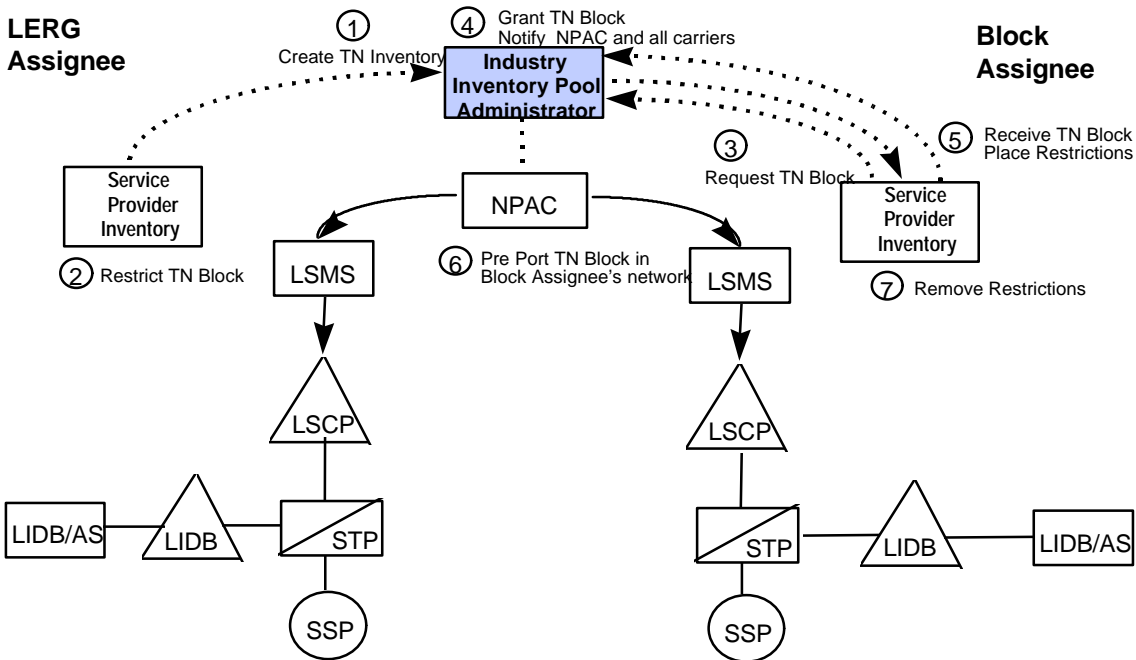 LERG
Assignee
1
Create TN Inventory
4
Grant TN Block
Notify NPAC and all carriers
Industry
Inventory Pool
Administrator
Block
Assignee
3
Request TN Block
5
Receive TN Block
Place Restrictions
Service
Provider
Inventory
2
Restrict TN Block
NPAC
Service
Provider
Inventory
6
Pre Port TN Block in
Block Assignee's network
7
Remove Restrictions
LSMS
LSMS
LSCP
LSCP
LIDB/AS
LIDB
STP
STP
LIDB
LIDB/AS
SSP
SSP